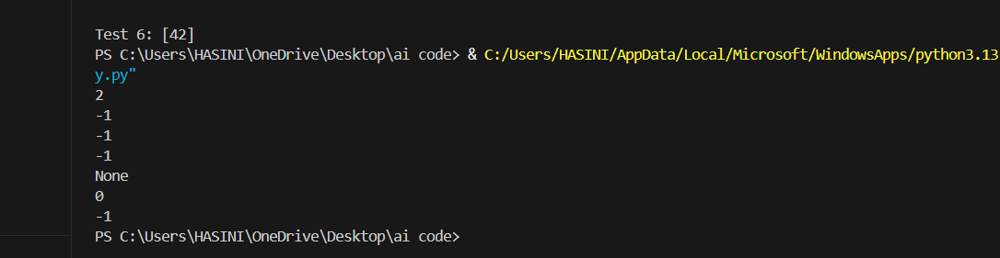 Test 6: [42]
PS C:\Users\HASINI\OneDrive\Desktop\ai code> & C:/Users/HASINI/AppData/Local/Microsoft/WindowsApps/python3.13
y.py"
2
-1
-1
-1
None
0
-1
PS C:\Users\HASINI\OneDrive\Desktop\ai code>